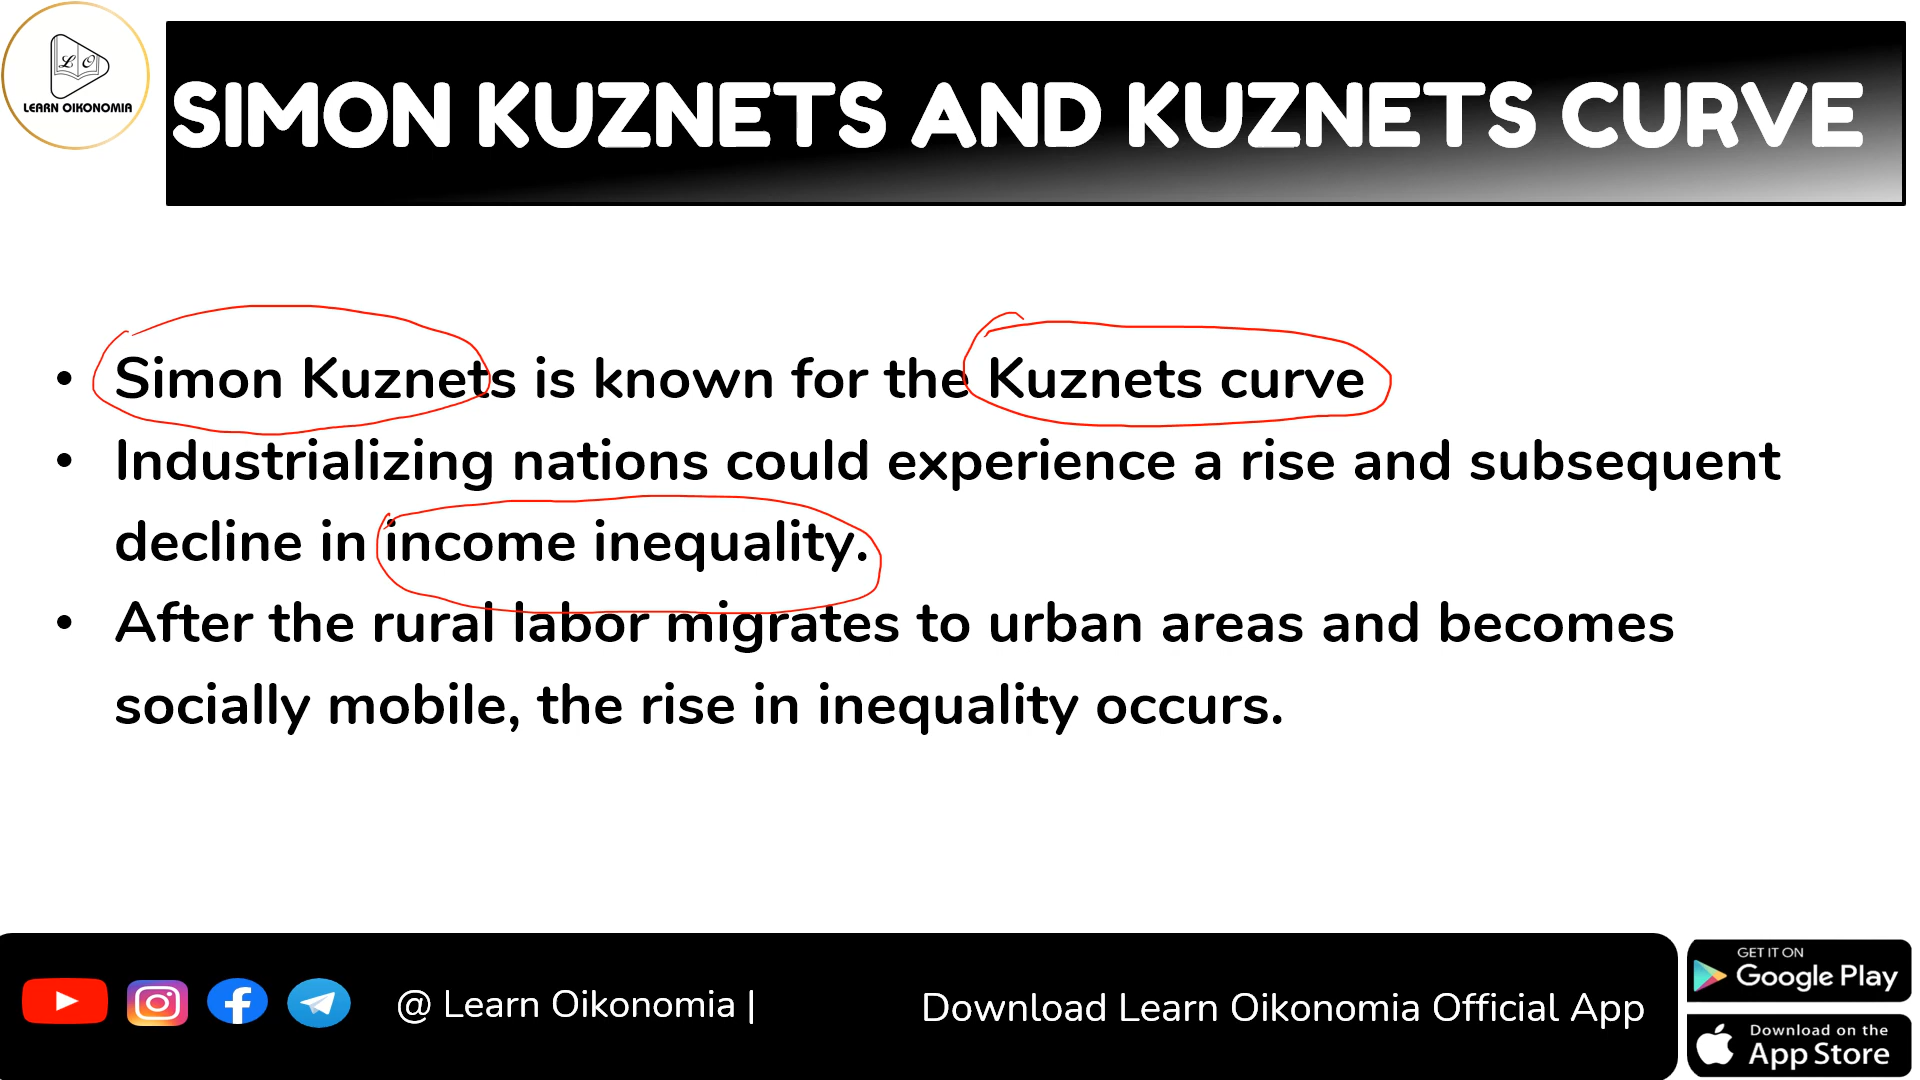 LO
LEARN OIKONOMIA
SIMON KUZNETS AND KUZNETS CURVE
• Simon Kuznets is known for the Kuznets curve
• Industrializing nations could experience a rise and subsequent
decline in income inequality.
• After the rural labor migrates to urban areas and becomes
socially mobile, the rise in inequality occurs.
@ Learn Oikonomia |
Download Learn Oikonomia Official App
GET IT ON
Google Play
Download on the
App Store